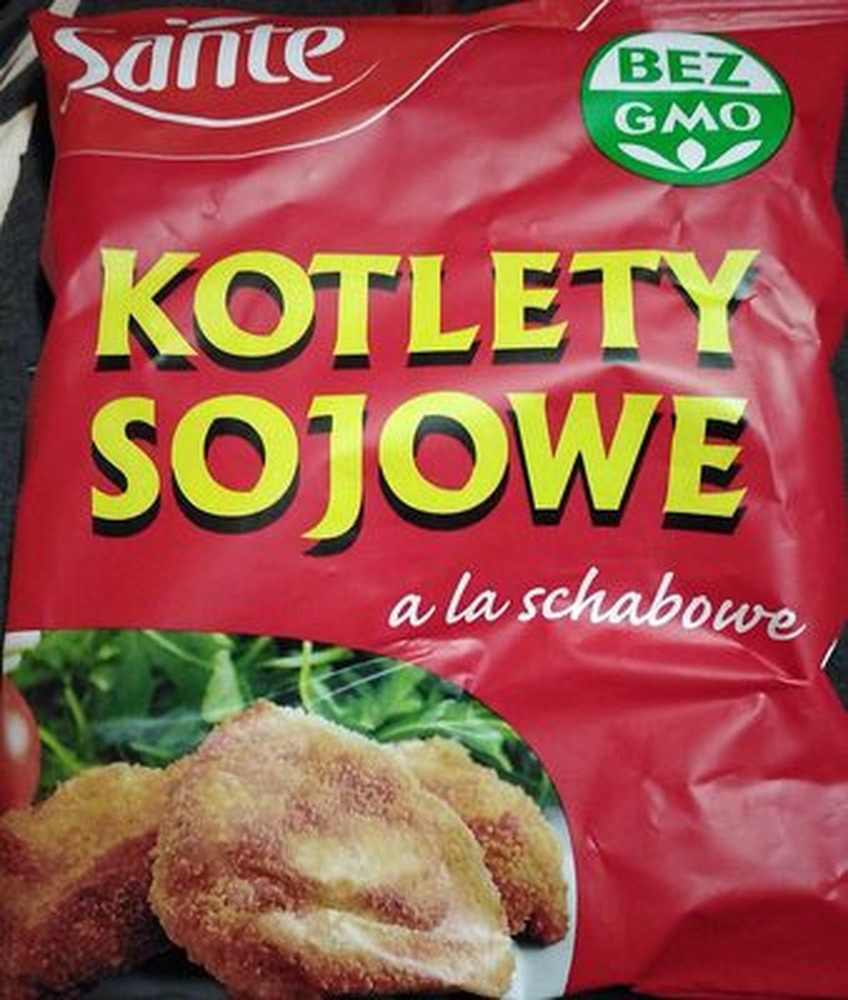 Sante
BEZ
GMO
KOTLETY
SOJOWE
a la schabowe